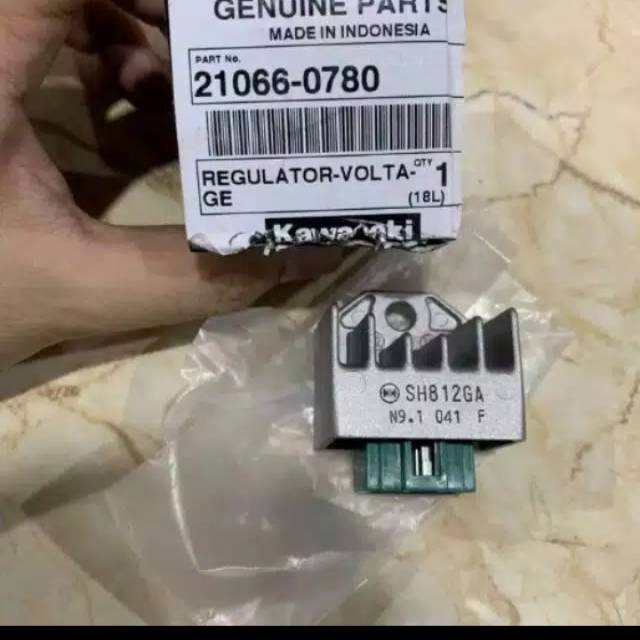 GENUINE PARTS
MADE IN INDONESIA
PART No.
21066-0780
REGULATOR-VOLTA- QTY 1
GE (18L)
Kawasaki
SH812GA
N9.1 041 F